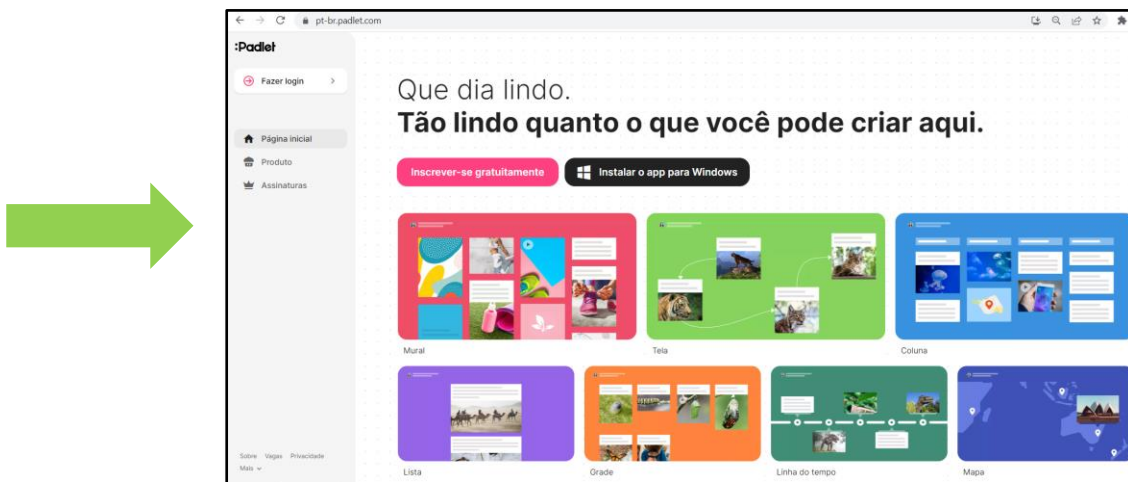 pt-br.padlet.com
:Padlet
Fazer login
Página inicial
Produto
Assinaturas
Sobre Vagas Privacidade
Mais
Que dia lindo.
Tão lindo quanto o que você pode criar aqui.
Inscrever-se gratuitamente
Instalar o app para Windows
Mural
Tela
Coluna
Lista
Grade
Linha do tempo
Mapa